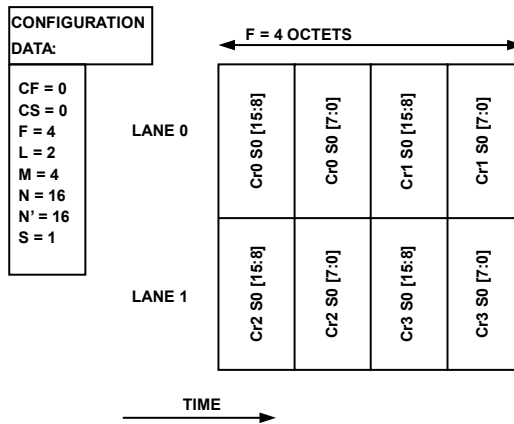 CONFIGURATION
DATA:
CF = 0
CS = 0
F = 4
L = 2
M = 4
N = 16
N' = 16
S = 1
F = 4 OCTETS
LANE 0
Cr0 S0 [15:8]
Cr0 S0 [7:0]
Cr1 S0 [15:8]
Cr1 S0 [7:0]
LANE 1
Cr2 S0 [15:8]
Cr2 S0 [7:0]
Cr3 S0 [15:8]
Cr3 S0 [7:0]
TIME